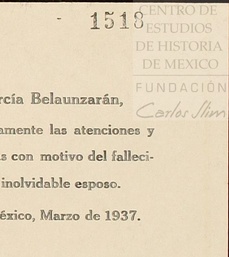 1518
CENTRO DE
ESTUDIOS
DE HISTORIA
DE MEXICO
FUNDACIÓN
Carlos Slim
rcía Belaunzarán,
amente las atenciones y
s con motivo del falleci-
inolvidable esposo.
éxico, Marzo de 1937.